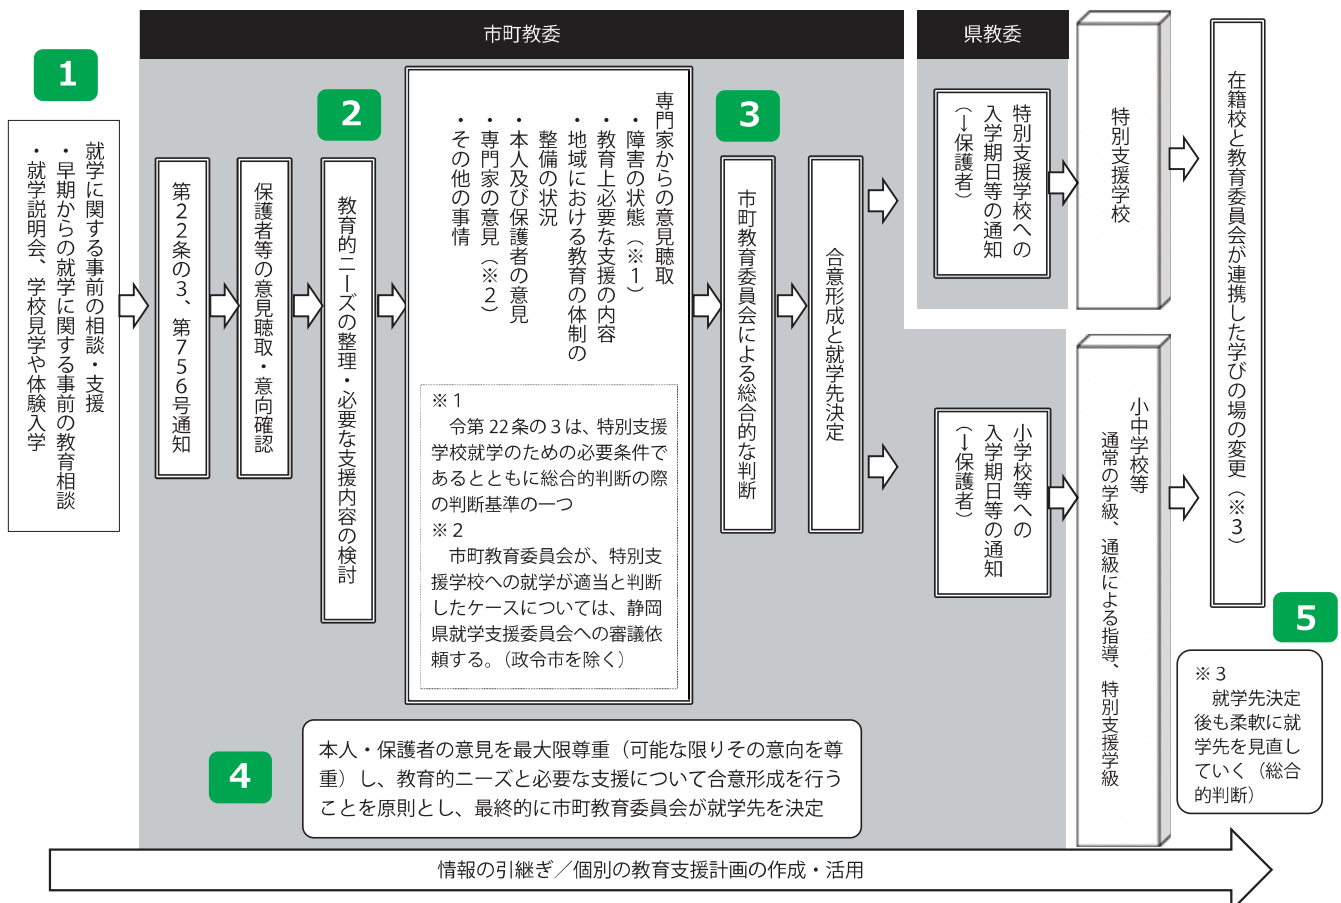 市町教委
県教委
1
就学に関する事前の相談・支援
・早期からの就学に関する事前の教育相談
・就学説明会、学校見学や体験入学
第22条の3、第756号通知
保護者等の意見聴取・意向確認
2
教育的ニーズの整理・必要な支援内容の検討
専門家からの意見聴取
・障害の状態（※1）
・教育上必要な支援の内容
・地域における教育の体制の
整備の状況
・本人及び保護者の意見
・専門家の意見（※2）
・その他の事情
※1
令第22条の3は、特別支援
学校就学のための必要条件で
あるとともに総合的判断の際
の判断基準の一つ
※2
市町教育委員会が、特別支
援学校への就学が適当と判断
したケースについては、静岡
県就学支援委員会への審議依
頼する。（政令市を除く）
3
市町教育委員会による総合的な判断
合意形成と就学先決定
特別支援学校への
入学期日等の通知
（→保護者）
小学校等への
入学期日等の通知
（→保護者）
特別支援学校
小中学校等
通常の学級、通級による指導、特別支援学級
在籍校と教育委員会が連携した学びの場の変更（※3）
4
本人・保護者の意見を最大限尊重（可能な限りその意向を尊
重）し、教育的ニーズと必要な支援について合意形成を行う
ことを原則とし、最終的に市町教育委員会が就学先を決定
5
※3
就学先決定
後も柔軟に就
学先を見直し
ていく（総合
的判断）
情報の引継ぎ／個別の教育支援計画の作成・活用